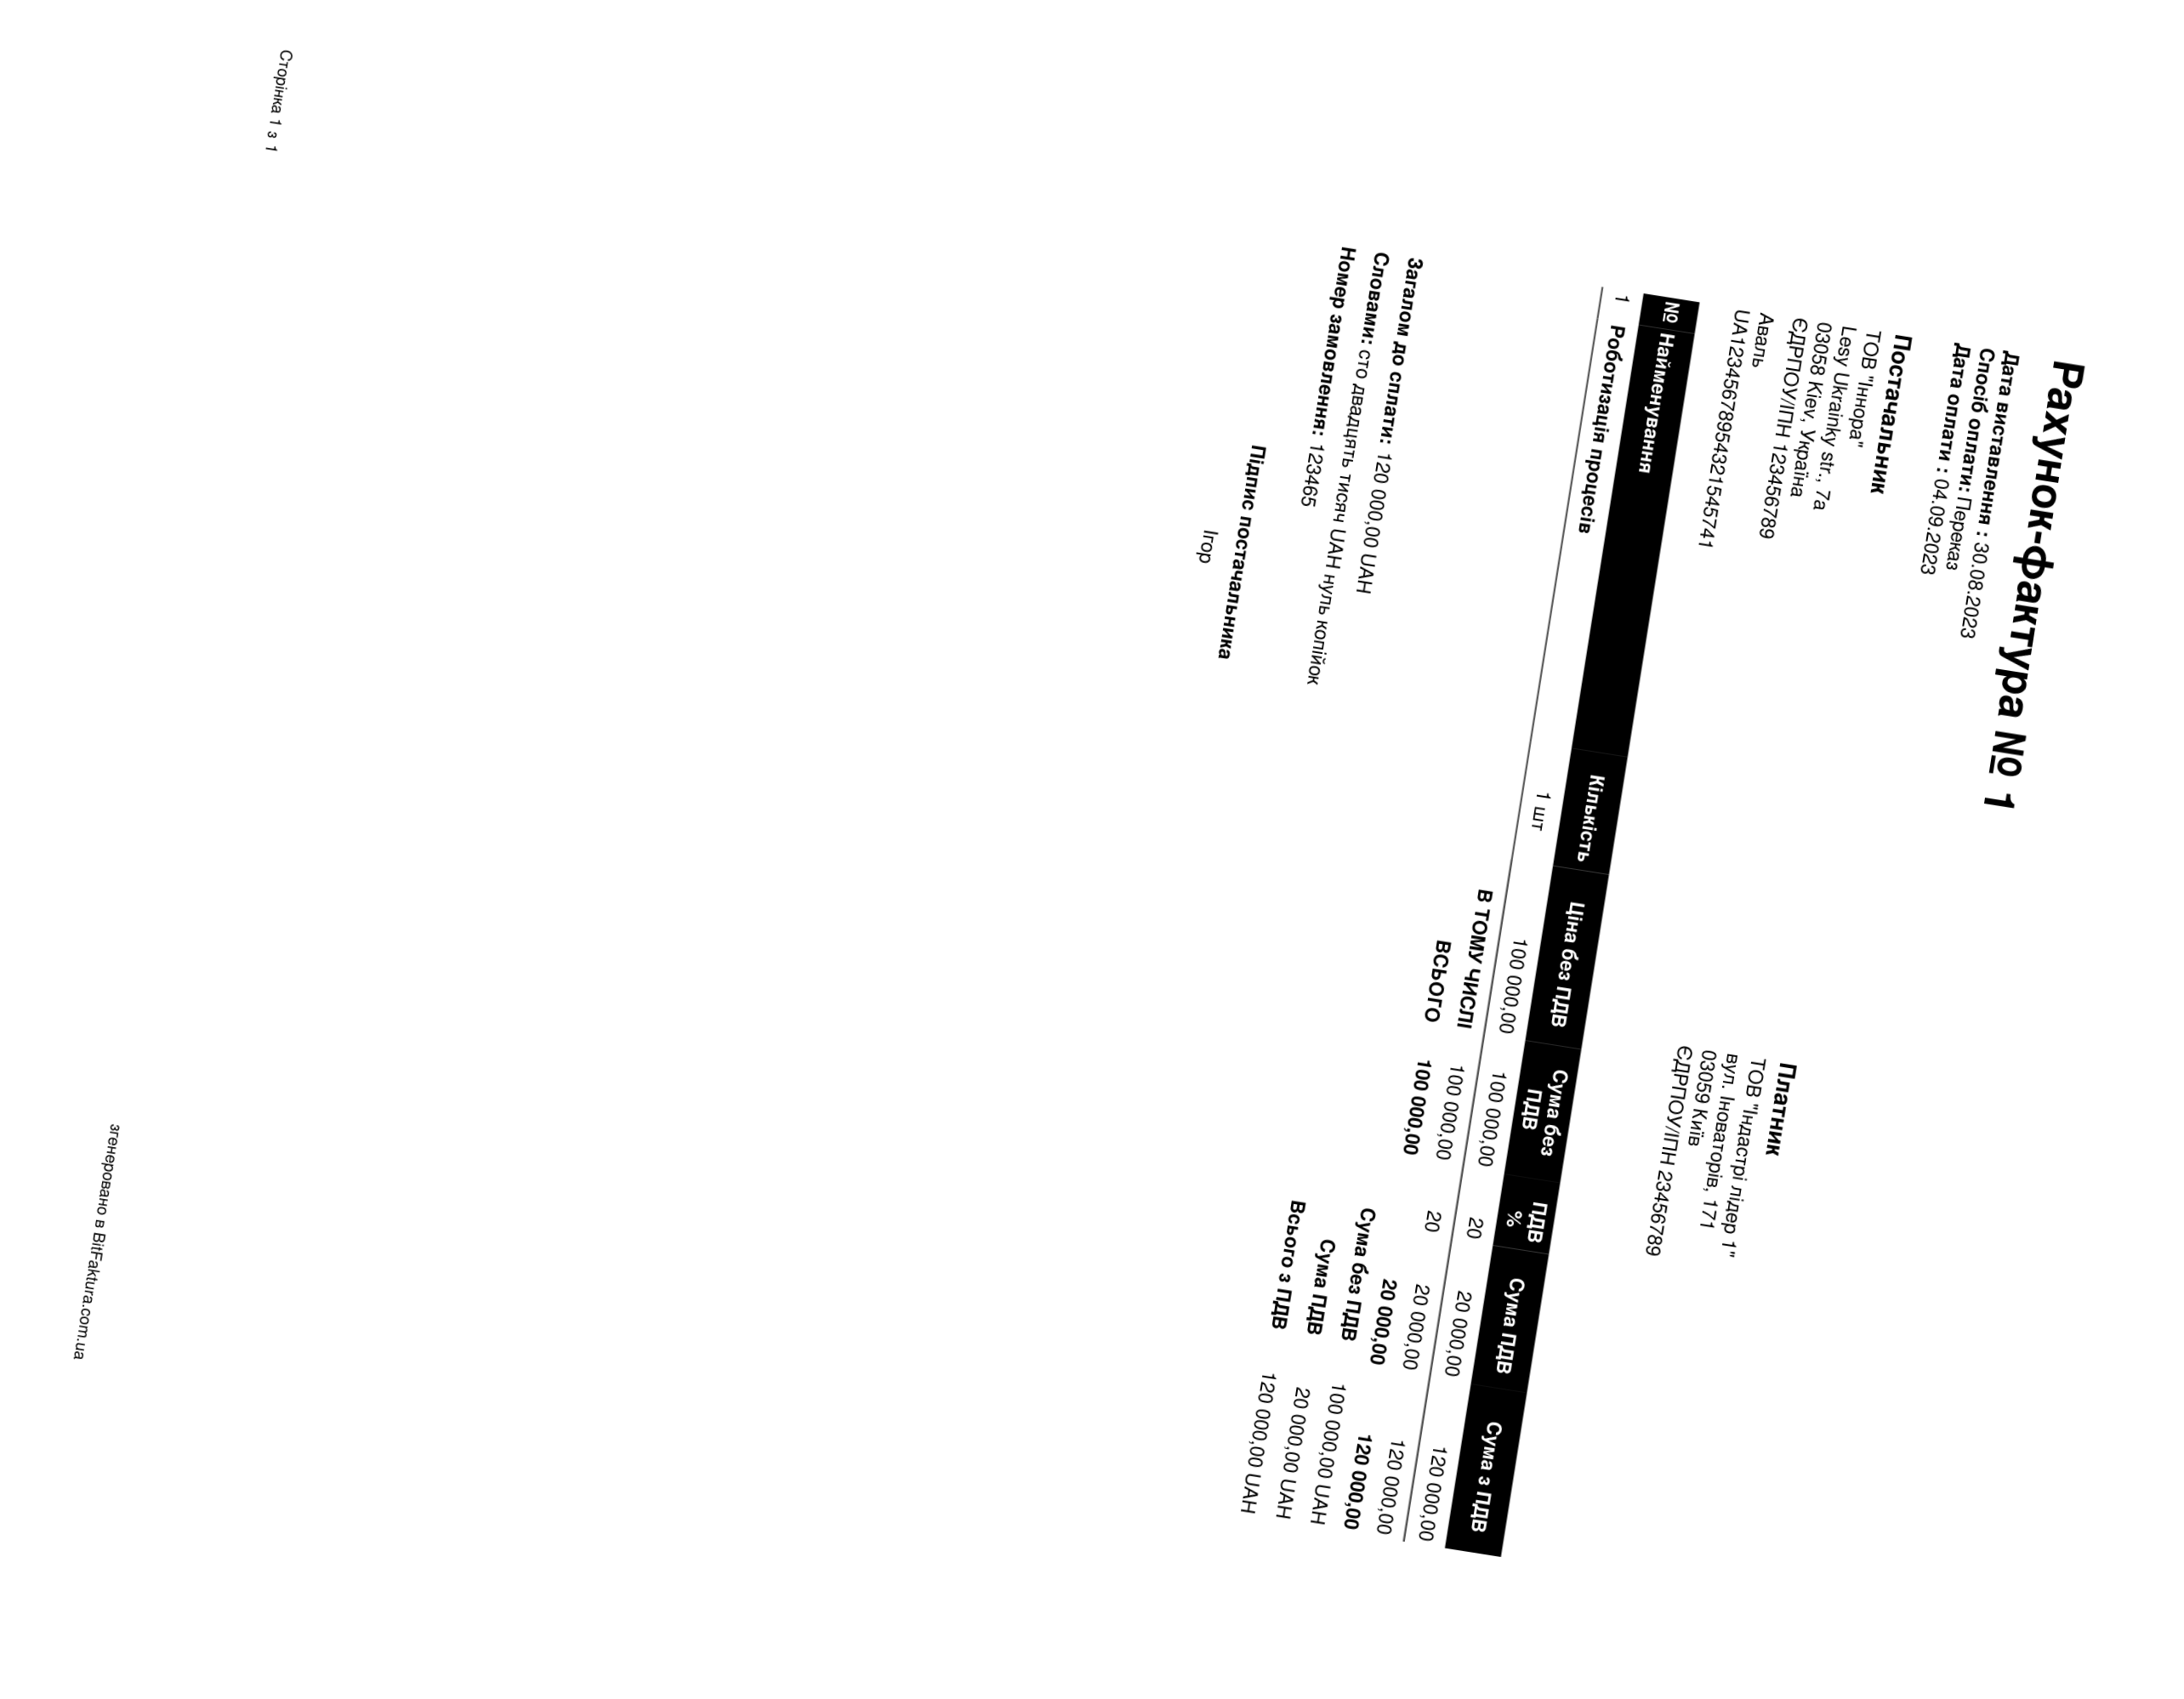 Рахунок-фактура № 1
Дата виставлення : 30.08.2023
Спосіб оплати: Переказ
Дата оплати : 04.09.2023
Постачальник
ТОВ "Іннора"
Lesy Ukrainky str., 7a
03058 Kiev, Україна
ЄДРПОУ/ІПН 123456789
Аваль
UA12345678954321545741
Платник
ТОВ "Індастрі лідер 1"
вул. Іноваторів, 171
03059 Київ
ЄДРПОУ/ІПН 23456789
№ Найменування Кількість Ціна без ПДВ Сума без ПДВ ПДВ % Сума ПДВ Сума з ПДВ
1 Роботизація процесів 1 шт 100 000,00 100 000,00 20 20 000,00 120 000,00
В ТОМУ ЧИСЛІ 100 000,00 20 20 000,00 120 000,00
ВСЬОГО 100 000,00 20 000,00 120 000,00
Сума без ПДВ 100 000,00 UAH
Сума ПДВ 20 000,00 UAH
Всього з ПДВ 120 000,00 UAH
Загалом до сплати: 120 000,00 UAH
Словами: сто двадцять тисяч UAH нуль копійок
Номер замовлення: 123465
Підпис постачальника
Ігор
Сторінка 1 з 1
згенеровано в BitFaktura.com.ua